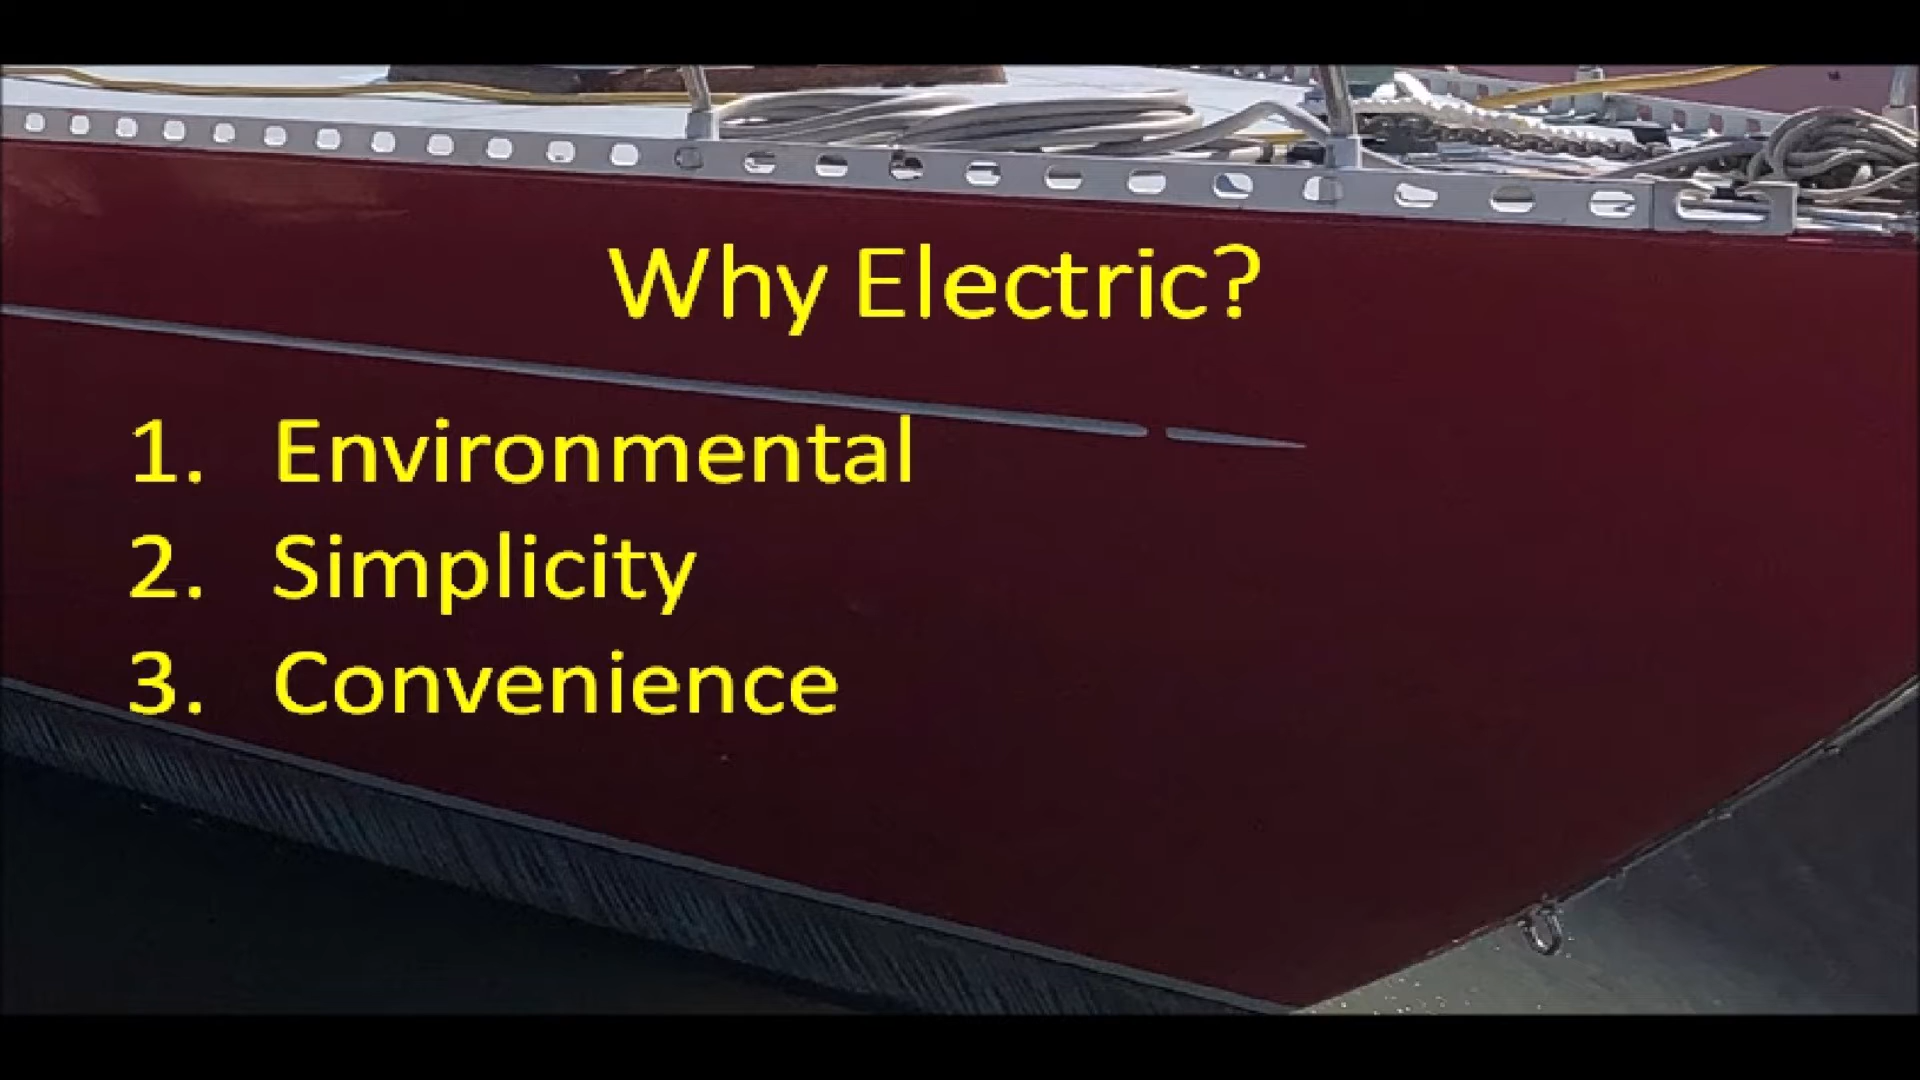 Why Electric?
1. Environmental
2. Simplicity
3. Convenience